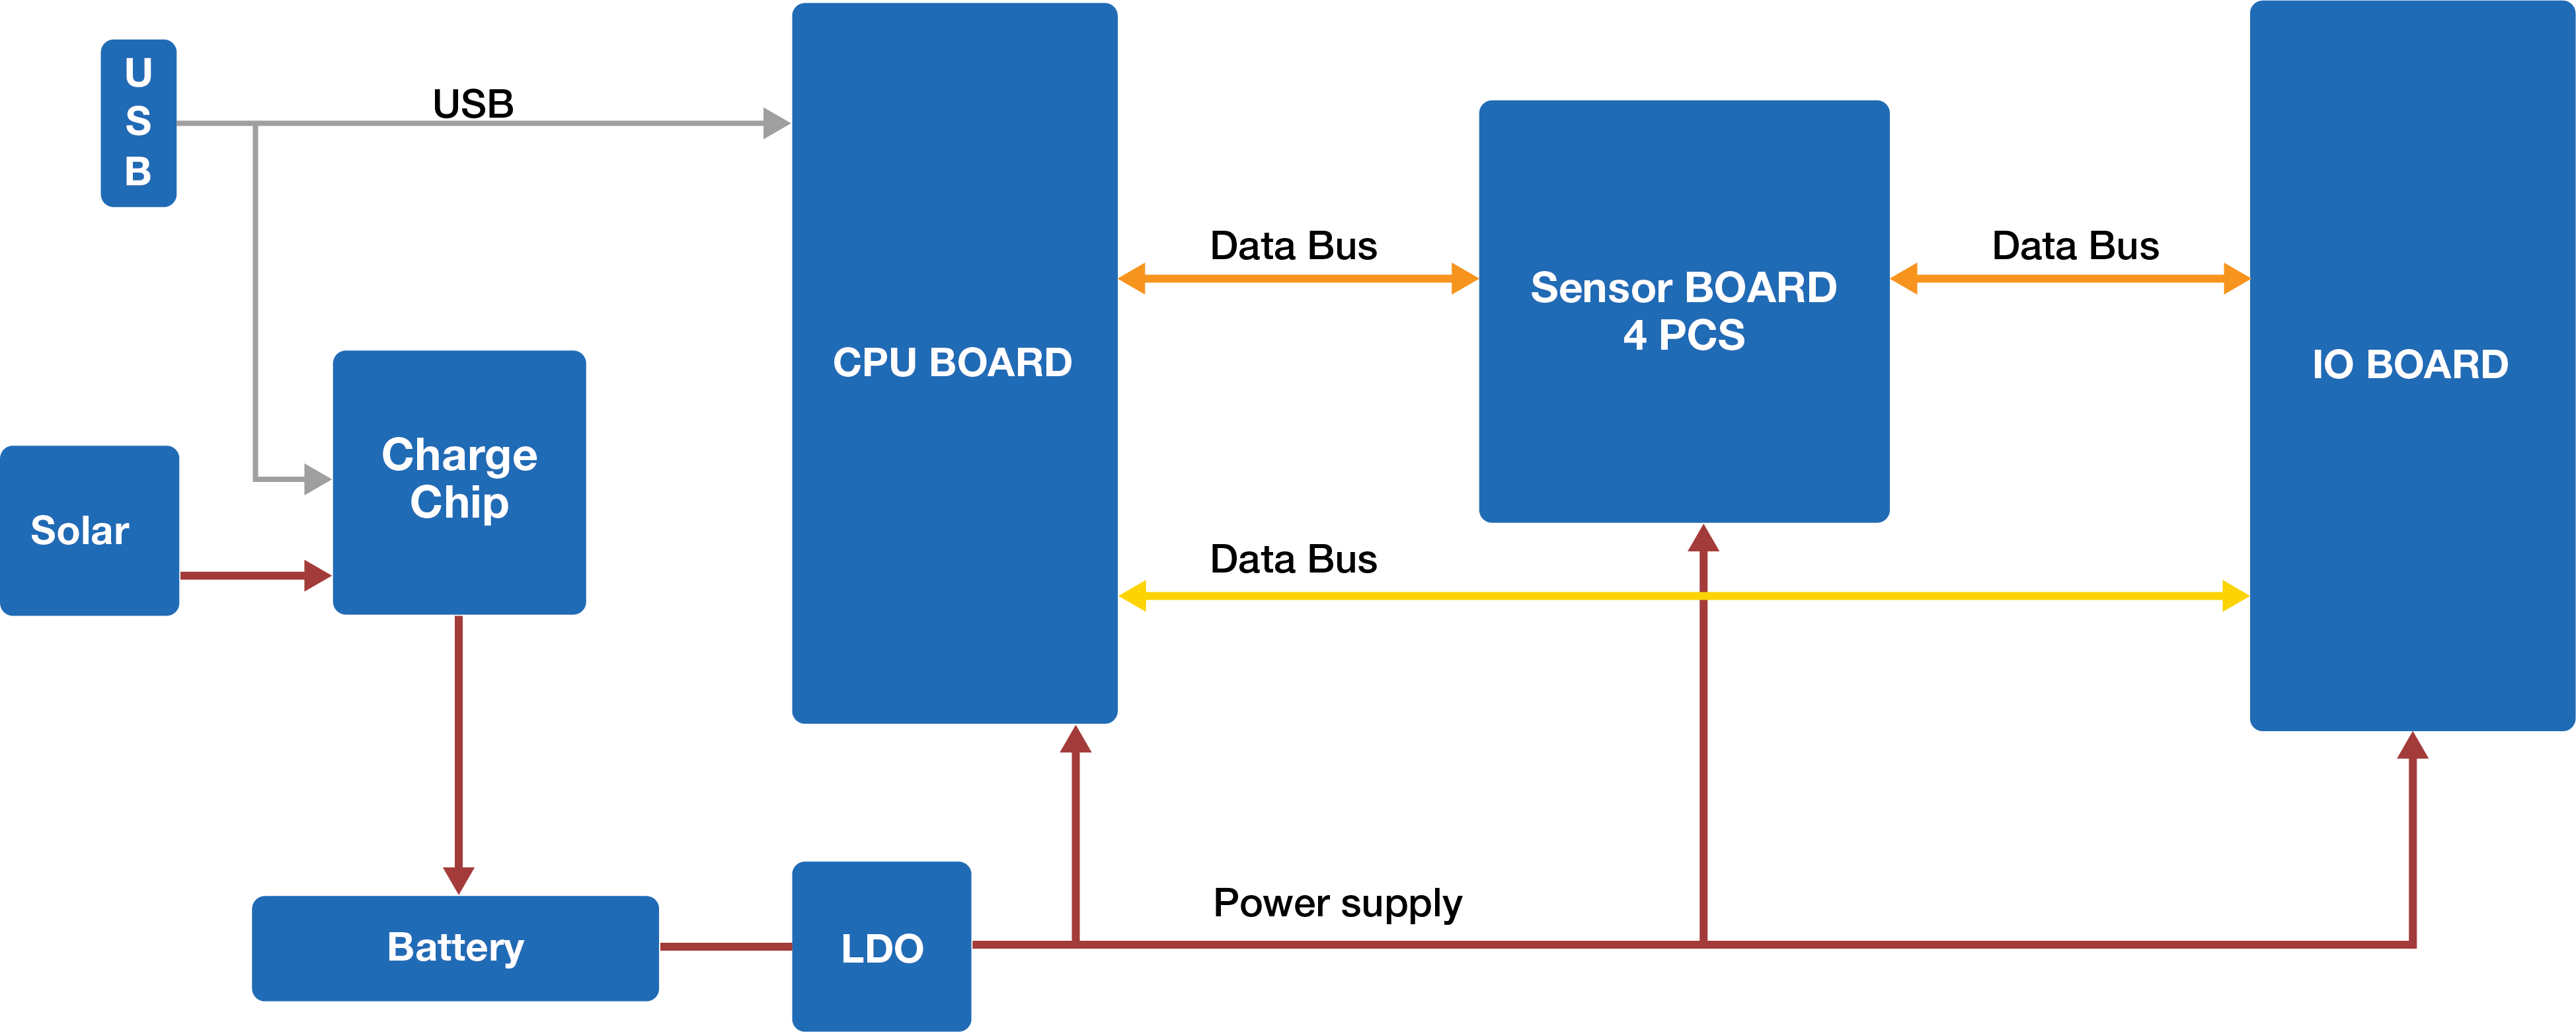 U
S
B
USB
CPU BOARD
Data Bus
Sensor BOARD
4 PCS
Data Bus
IO BOARD
Charge
Chip
Solar
Data Bus
Battery
LDO
Power supply